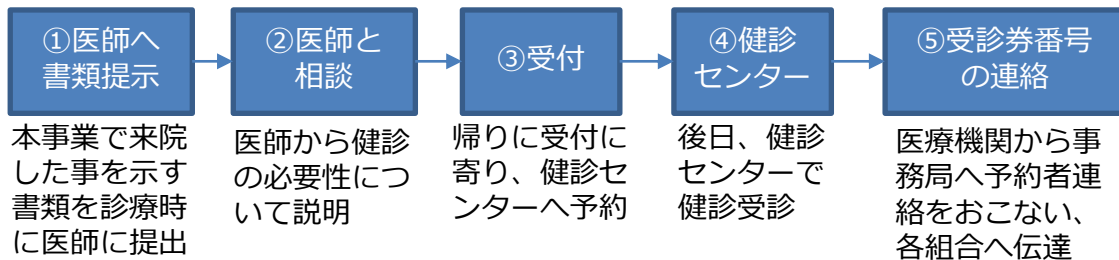 ①医師へ
書類提示
本事業で来院
した事を示す
書類を診療時
に医師に提出
②医師と
相談
医師から健診
の必要性につ
いて説明
③受付
帰りに受付に
寄り、健診セ
ンターへ予約
④健診
センター
後日、健診
センターで
健診受診
⑤受診券番号
の連絡
医療機関から事
務局へ予約者連
絡をおこない、
各組合へ伝達